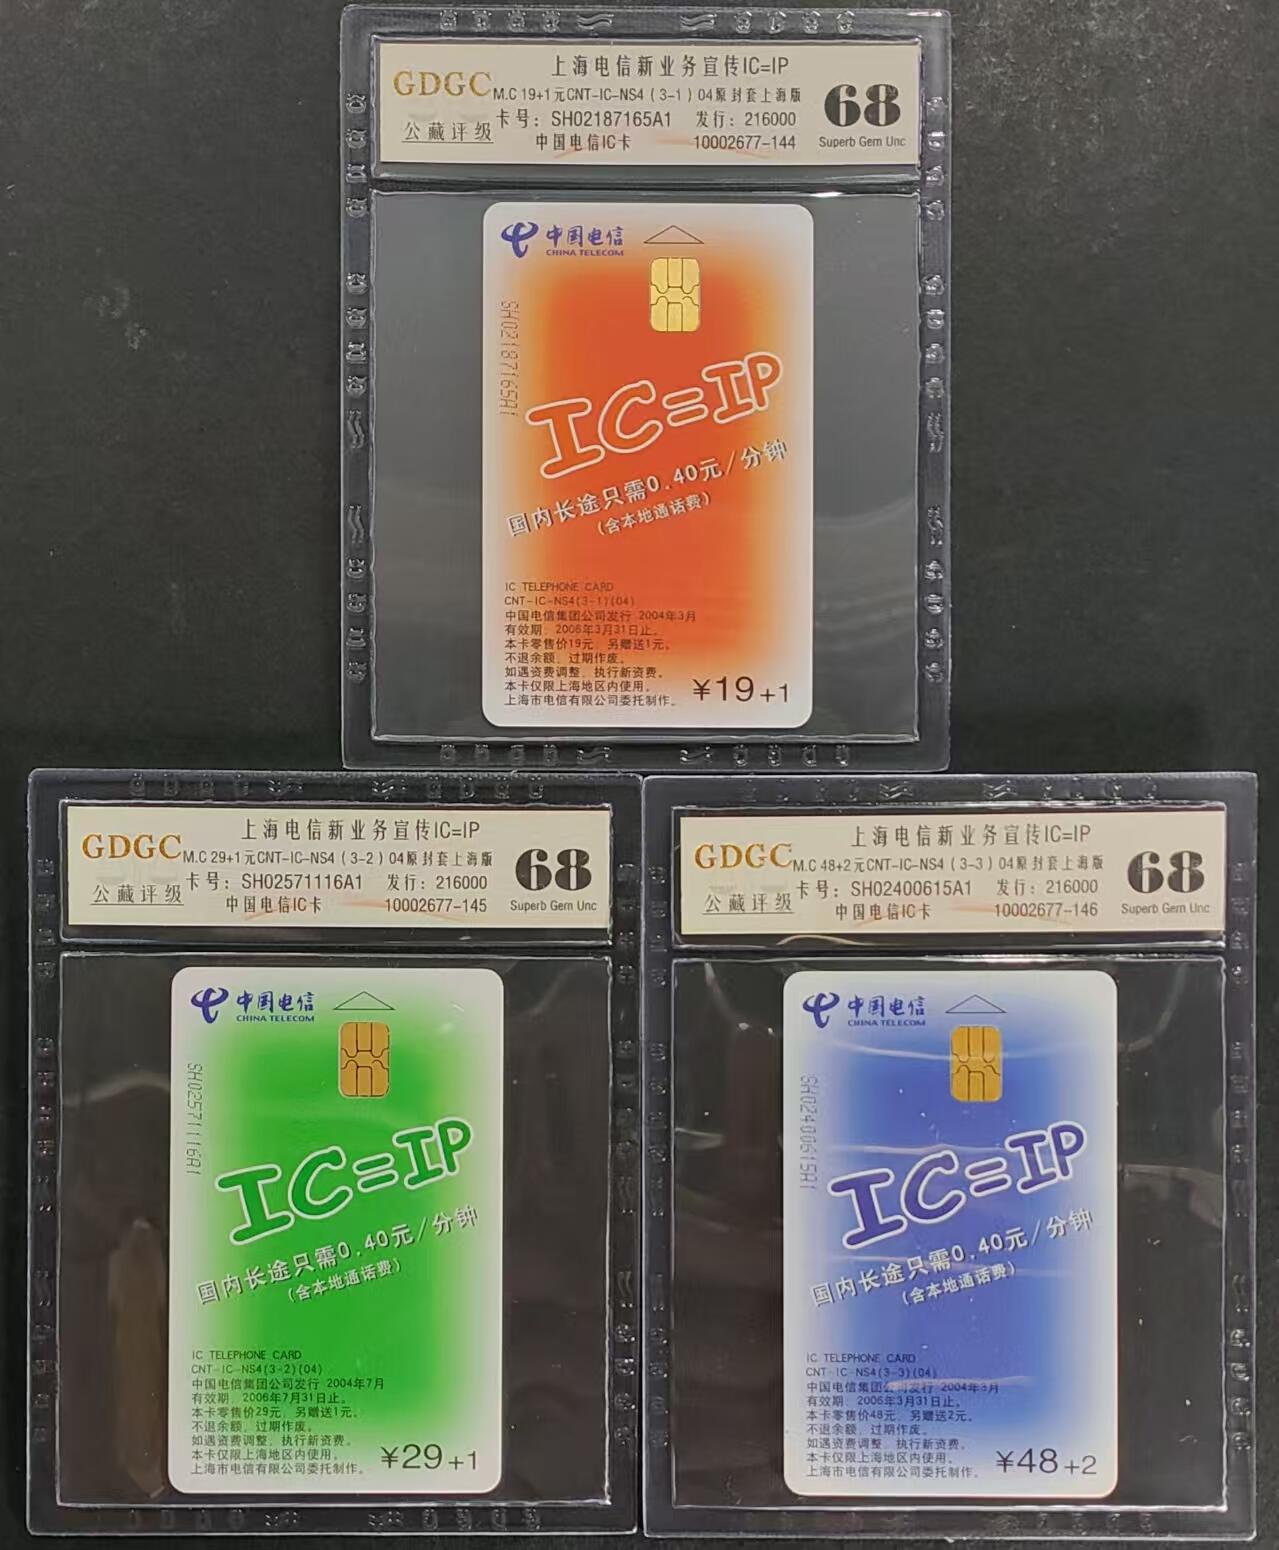 上海电信新业务宣传IC=IP
GDGC
M.C 19+1元CNT-IC-NS4（3-1）04原封套上海版
68
公藏评级
卡号：SH02187165A1 发行：216000
中国电信IC卡 10002677-144
Superb Gem Unc
中国电信
CHINA TELECOM
SH02187165A1
IC=IP
国内长途只需0.40元/分钟
(含本地通话费)
IC TELEPHONE CARD
CNT-IC-NS4(3-1)(04)
中国电信集团公司发行 2004年3月
有效期：2006年3月31日止。
本卡零售价19元，另赠送1元。
不退余额，过期作废。
如遇资费调整，执行新资费。
本卡仅限上海地区内使用。
上海市电信有限公司委托制作。
¥19+1
上海电信新业务宣传IC=IP
GDGC
M.C 29+1元CNT-IC-NS4（3-2）04原封套上海版
68
公藏评级
卡号：SH02571116A1 发行：216000
中国电信IC卡 10002677-145
Superb Gem Unc
中国电信
CHINA TELECOM
SH02571116A1
IC=IP
国内长途只需0.40元/分钟
(含本地通话费)
IC TELEPHONE CARD
CNT-IC-NS4(3-2)(04)
中国电信集团公司发行 2004年7月
有效期：2006年7月31日止。
本卡零售价29元，另赠送1元。
不退余额，过期作废。
如遇资费调整，执行新资费。
本卡仅限上海地区内使用。
上海市电信有限公司委托制作。
¥29+1
上海电信新业务宣传IC=IP
GDGC
M.C 48+2元CNT-IC-NS4（3-3）04原封套上海版
68
公藏评级
卡号：SH02400615A1 发行：216000
中国电信IC卡 10002677-146
Superb Gem Unc
中国电信
CHINA TELECOM
SH02400615A1
IC=IP
国内长途只需0.40元/分钟
(含本地通话费)
IC TELEPHONE CARD
CNT-IC-NS4(3-3)(04)
中国电信集团公司发行 2004年3月
有效期：2006年3月31日止。
本卡零售价48元，另赠送2元。
不退余额，过期作废。
如遇资费调整，执行新资费。
本卡仅限上海地区内使用。
上海市电信有限公司委托制作。
¥48+2